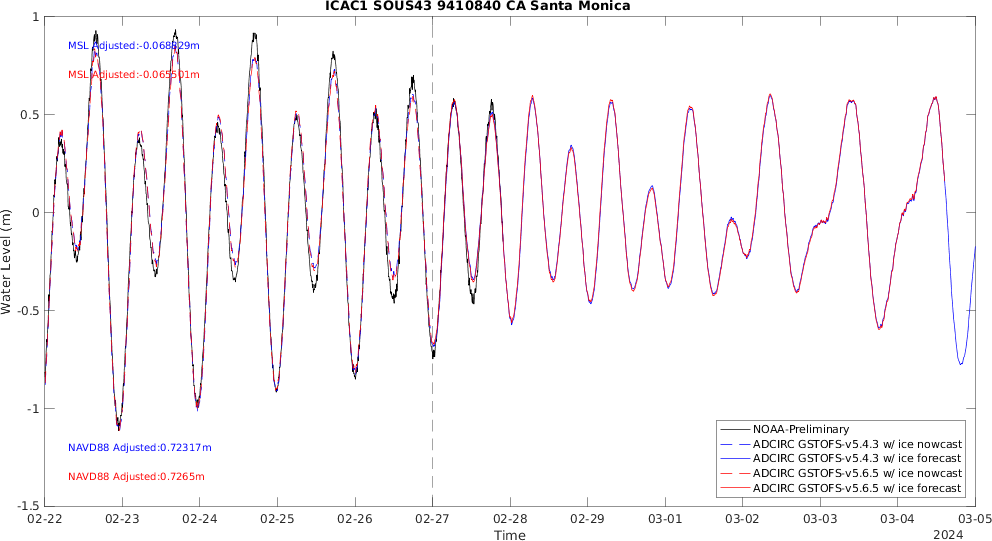 ICAC1 SOUS43 9410840 CA Santa Monica
1
MSL Adjusted:-0.068829m
MSL Adjusted:-0.065501m
0.5
0
Water Level (m)
-0.5
-1
NAVD88 Adjusted:0.72317m
NAVD88 Adjusted:0.7265m
-1.5
NOAA-Preliminary
ADCIRC GSTOFS-v5.4.3 w/ ice nowcast
ADCIRC GSTOFS-v5.4.3 w/ ice forecast
ADCIRC GSTOFS-v5.6.5 w/ ice nowcast
ADCIRC GSTOFS-v5.6.5 w/ ice forecast
02-22 02-23 02-24 02-25 02-26 02-27 02-28 02-29 03-01 03-02 03-03 03-04 03-05
Time
2024